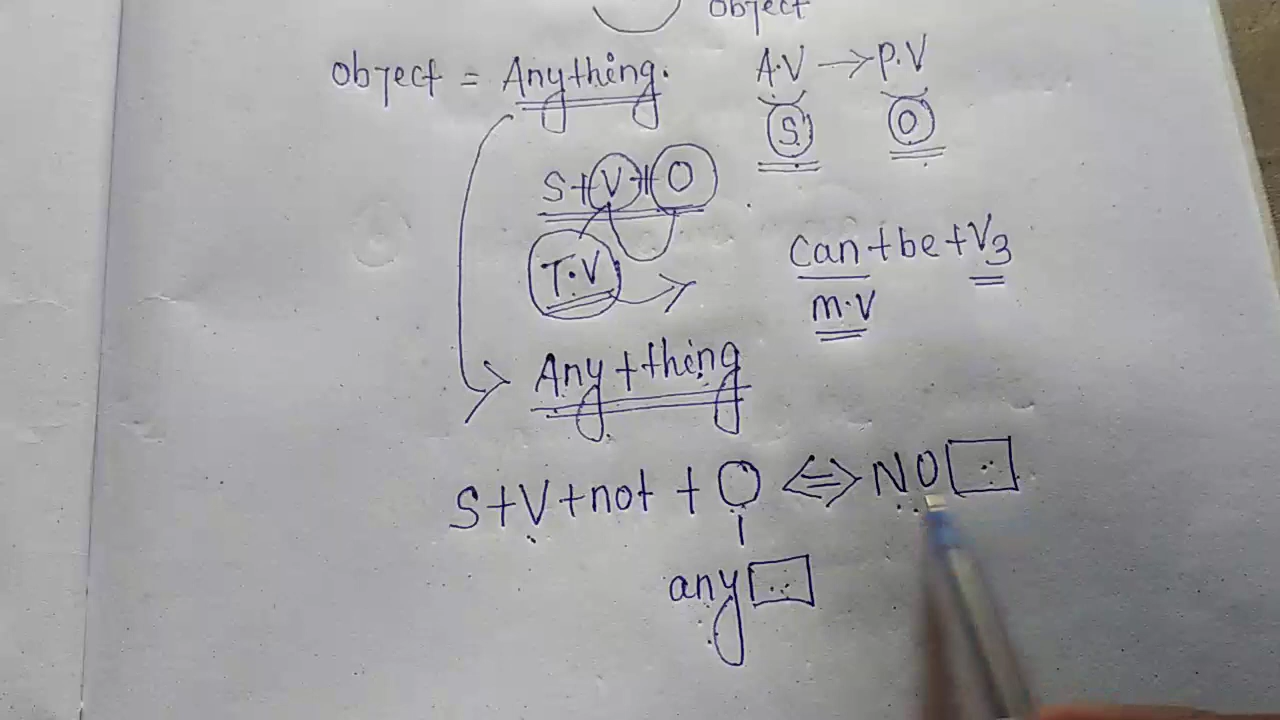 object
object = Anything.
A.V → P.V
S
O
S+V+O
T.V
can+be+V3
m.V
Any+thing
S+V+not + O ⇔ NO
any